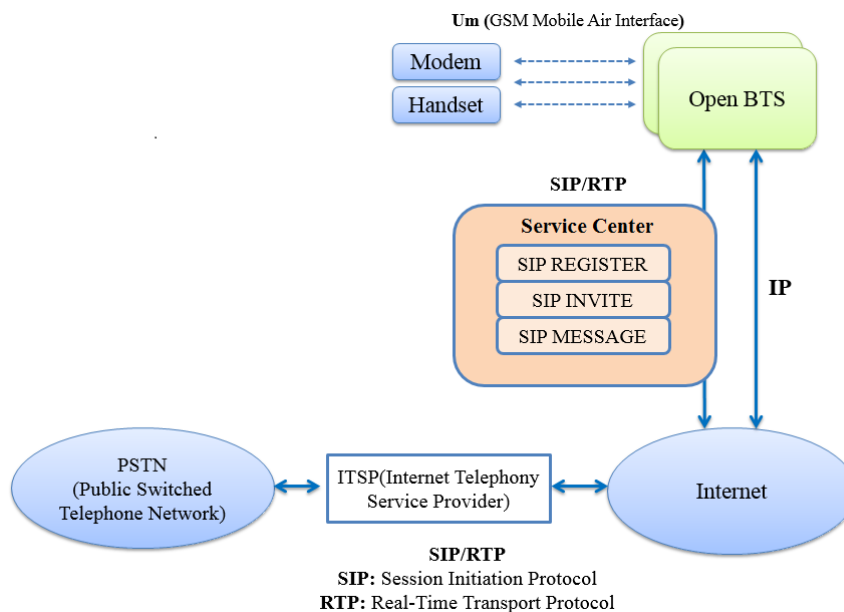 Um (GSM Mobile Air Interface)
Modem
Handset
Open BTS
SIP/RTP
Service Center
SIP REGISTER
SIP INVITE
SIP MESSAGE
IP
PSTN
(Public Switched
Telephone Network)
ITSP(Internet Telephony
Service Provider)
Internet
SIP/RTP
SIP: Session Initiation Protocol
RTP: Real-Time Transport Protocol